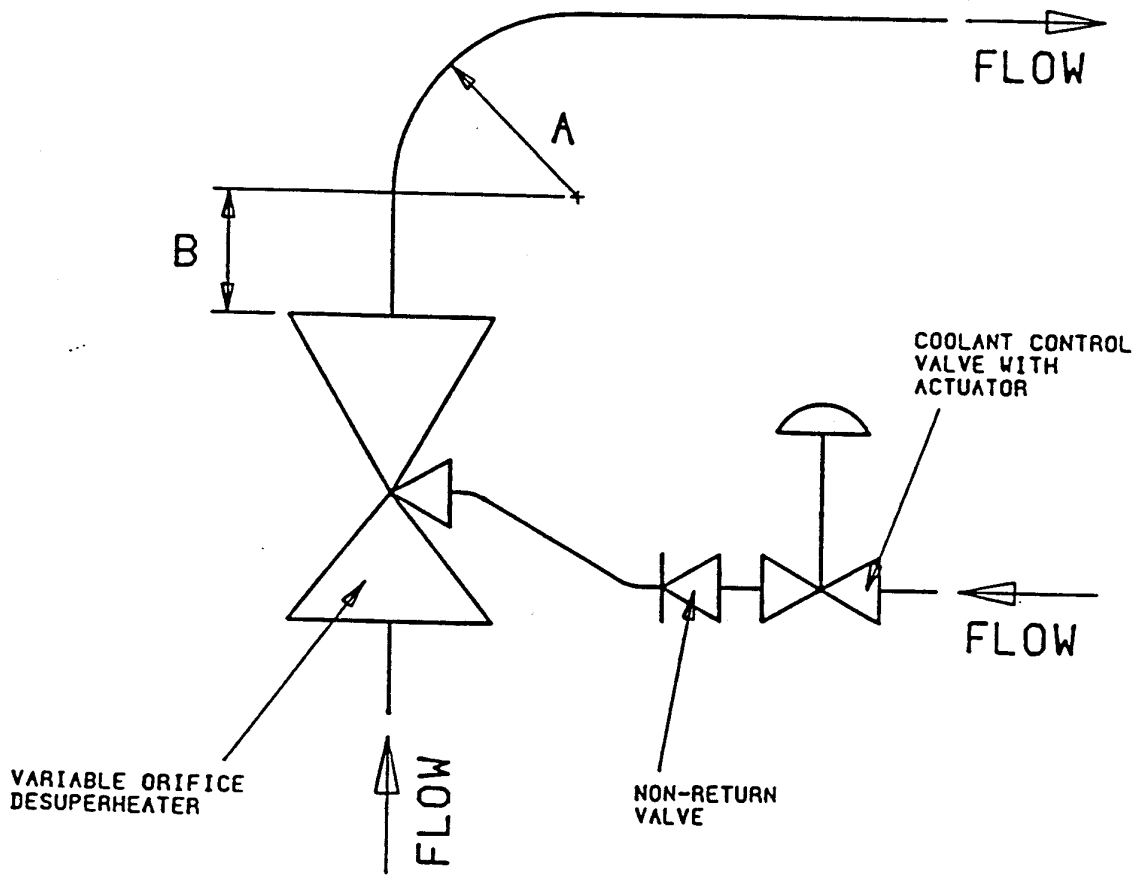 FLOW
A
B
COOLANT CONTROL
VALVE WITH
ACTUATOR
FLOW
VARIABLE ORIFICE
DESUPERHEATER
FLOW
NON-RETURN
VALVE